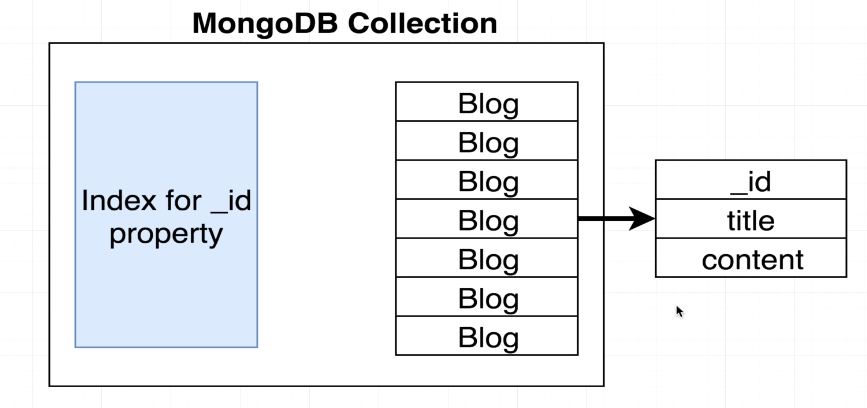 MongoDB Collection
Index for _id
property
Blog
Blog
Blog
Blog
Blog
Blog
Blog
_id
title
content